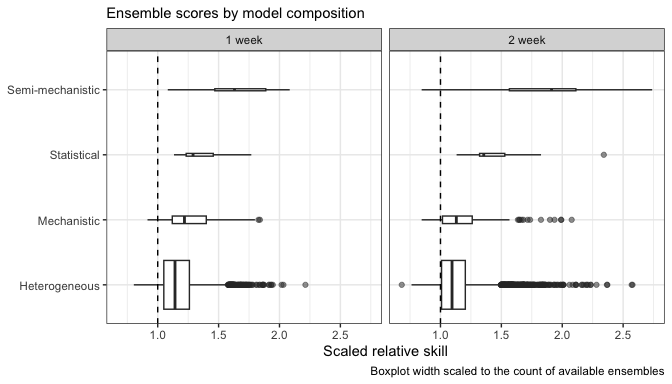 Ensemble scores by model composition
1 week
2 week
Semi-mechanistic
Statistical
Mechanistic
Heterogeneous
1.0 1.5 2.0 2.5
1.0 1.5 2.0 2.5
Scaled relative skill
Boxplot width scaled to the count of available ensembles